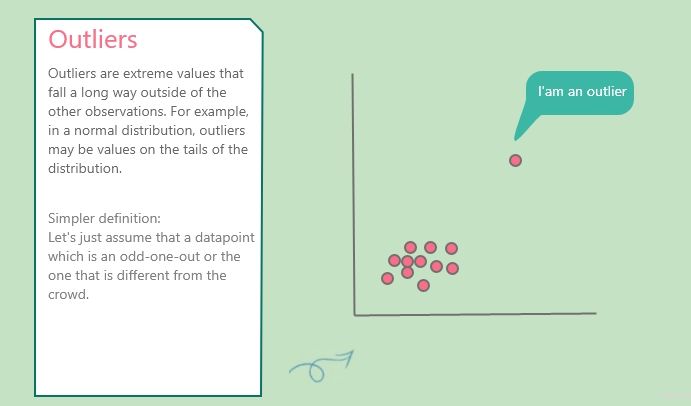 Outliers
Outliers are extreme values that
fall a long way outside of the
other observations. For example,
in a normal distribution, outliers
may be values on the tails of the
distribution.
Simpler definition:
Let's just assume that a datapoint
which is an odd-one-out or the
one that is different from the
crowd.
I'am an outlier